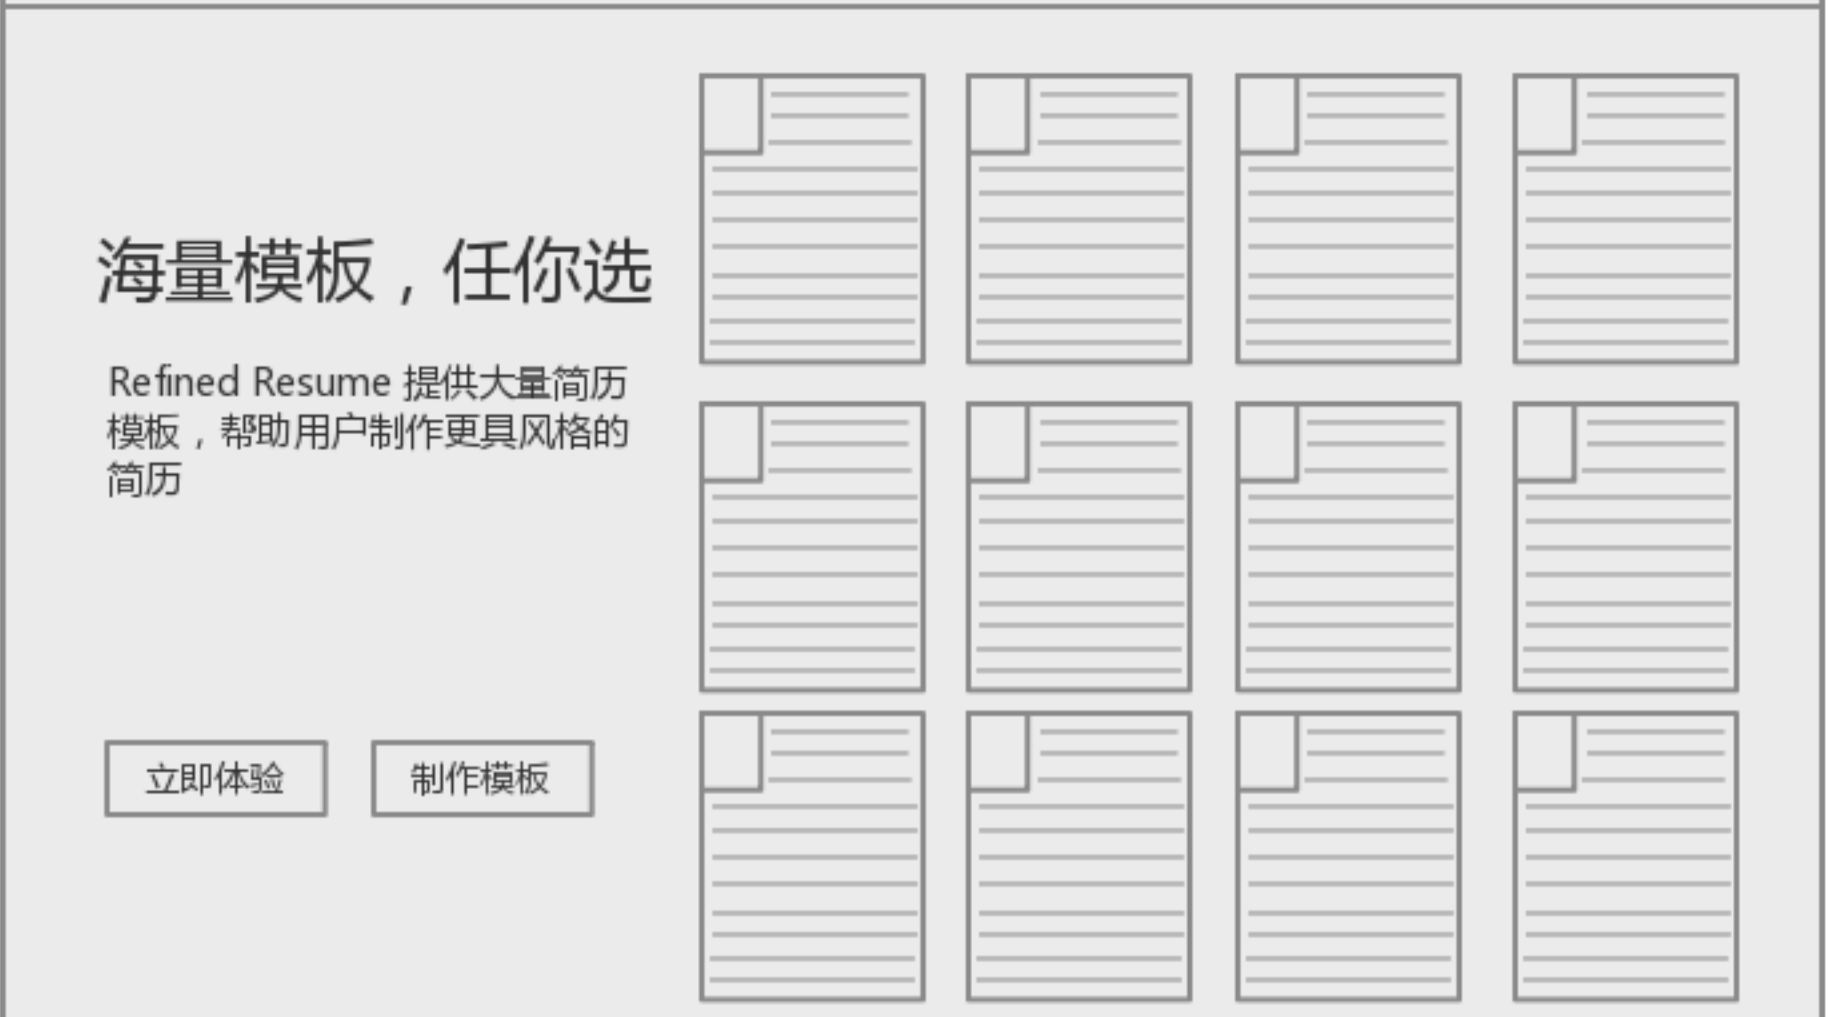 海量模板，任你选
Refined Resume 提供大量简历
模板，帮助用户制作更具风格的
简历
立即体验
制作模板